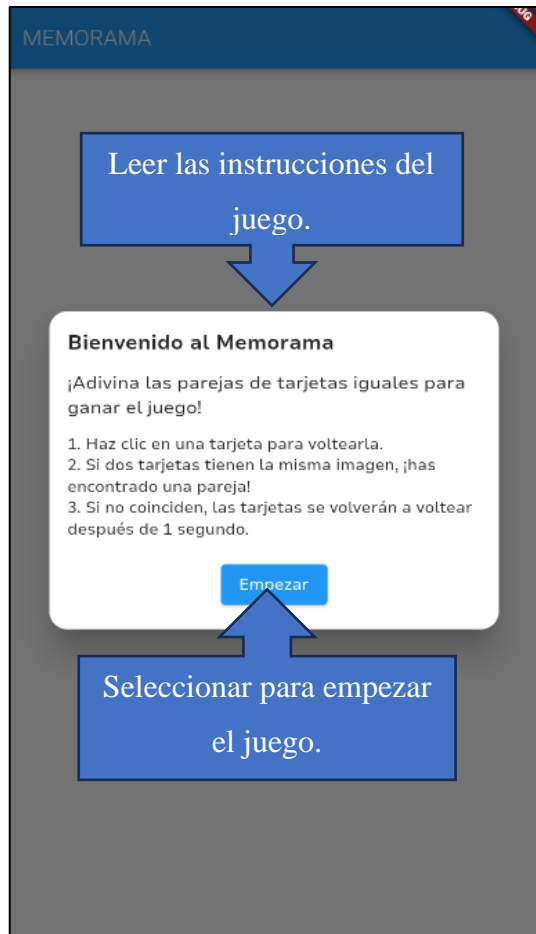 MEMORAMA
Leer las instrucciones del
juego.
Bienvenido al Memorama
¡Adivina las parejas de tarjetas iguales para
ganar el juego!
1. Haz clic en una tarjeta para voltearla.
2. Si dos tarjetas tienen la misma imagen, ¡has
encontrado una pareja!
3. Si no coinciden, las tarjetas se volverán a voltear
después de 1 segundo.
Empezar
Seleccionar para empezar
el juego.